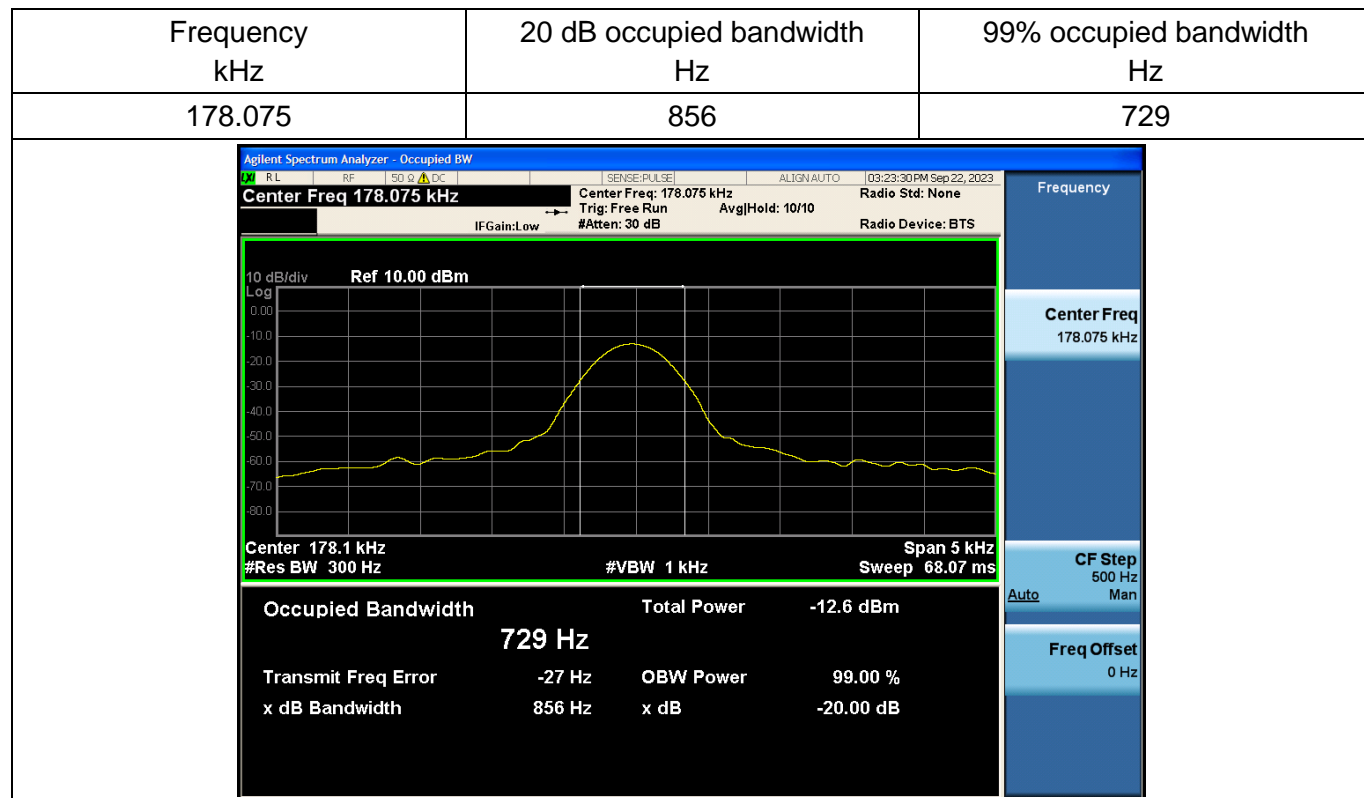 Frequency
kHz
20 dB occupied bandwidth
Hz
99% occupied bandwidth
Hz
178.075
856
729
Agilent Spectrum Analyzer - Occupied BW
LXI RL RF 50 Ω DC SENSE:PULSE ALIGN AUTO 03:23:30 PM Sep 22, 2023
Center Freq 178.075 kHz
Center Freq: 178.075 kHz
Radio Std: None
Trig: Free Run Avg|Hold: 10/10
IFGain:Low
#Atten: 30 dB
Radio Device: BTS
10 dB/div Ref 10.00 dBm
Log
0.00
-10.0
-20.0
-30.0
-40.0
-50.0
-60.0
-70.0
-80.0
Center 178.1 kHz Span 5 kHz
#Res BW 300 Hz #VBW 1 kHz Sweep 68.07 ms
Occupied Bandwidth Total Power -12.6 dBm
729 Hz
Transmit Freq Error -27 Hz OBW Power 99.00 %
x dB Bandwidth 856 Hz x dB -20.00 dB
Frequency
Center Freq
178.075 kHz
CF Step
500 Hz
Auto Man
Freq Offset
0 Hz